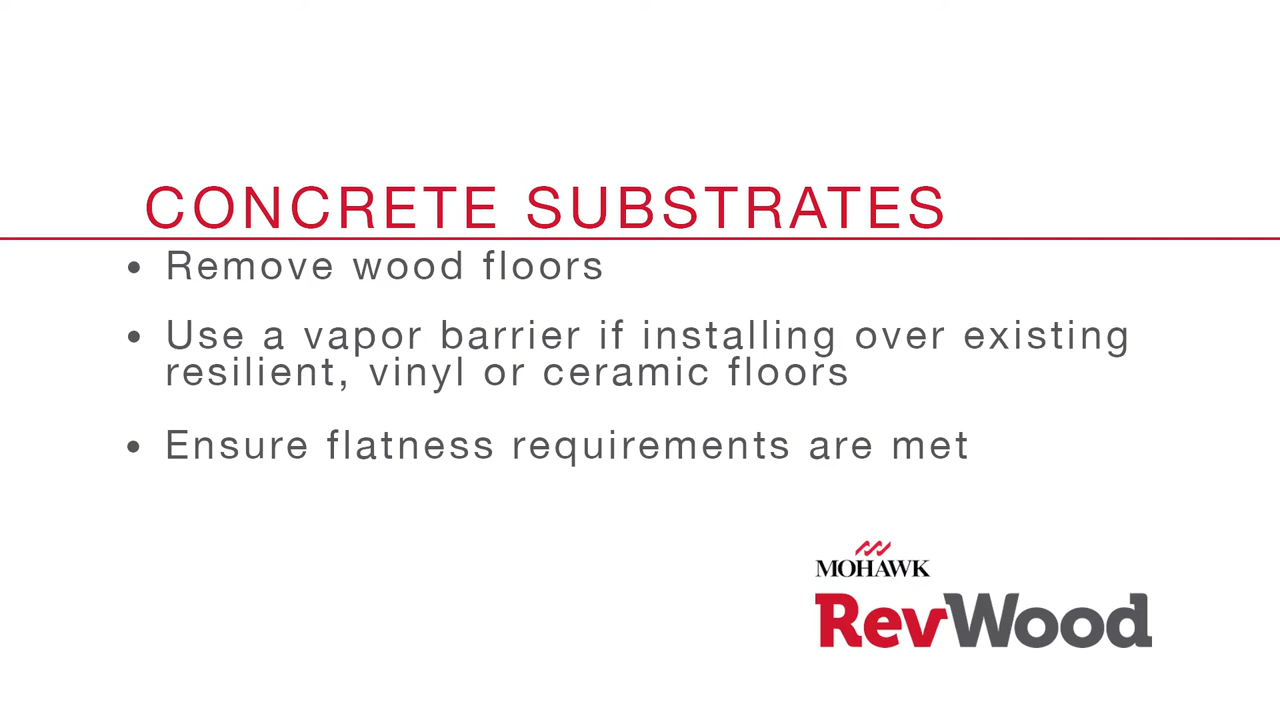 CONCRETE SUBSTRATES
• Remove wood floors
• Use a vapor barrier if installing over existing
resilient, vinyl or ceramic floors
• Ensure flatness requirements are met
MOHAWK
RevWood